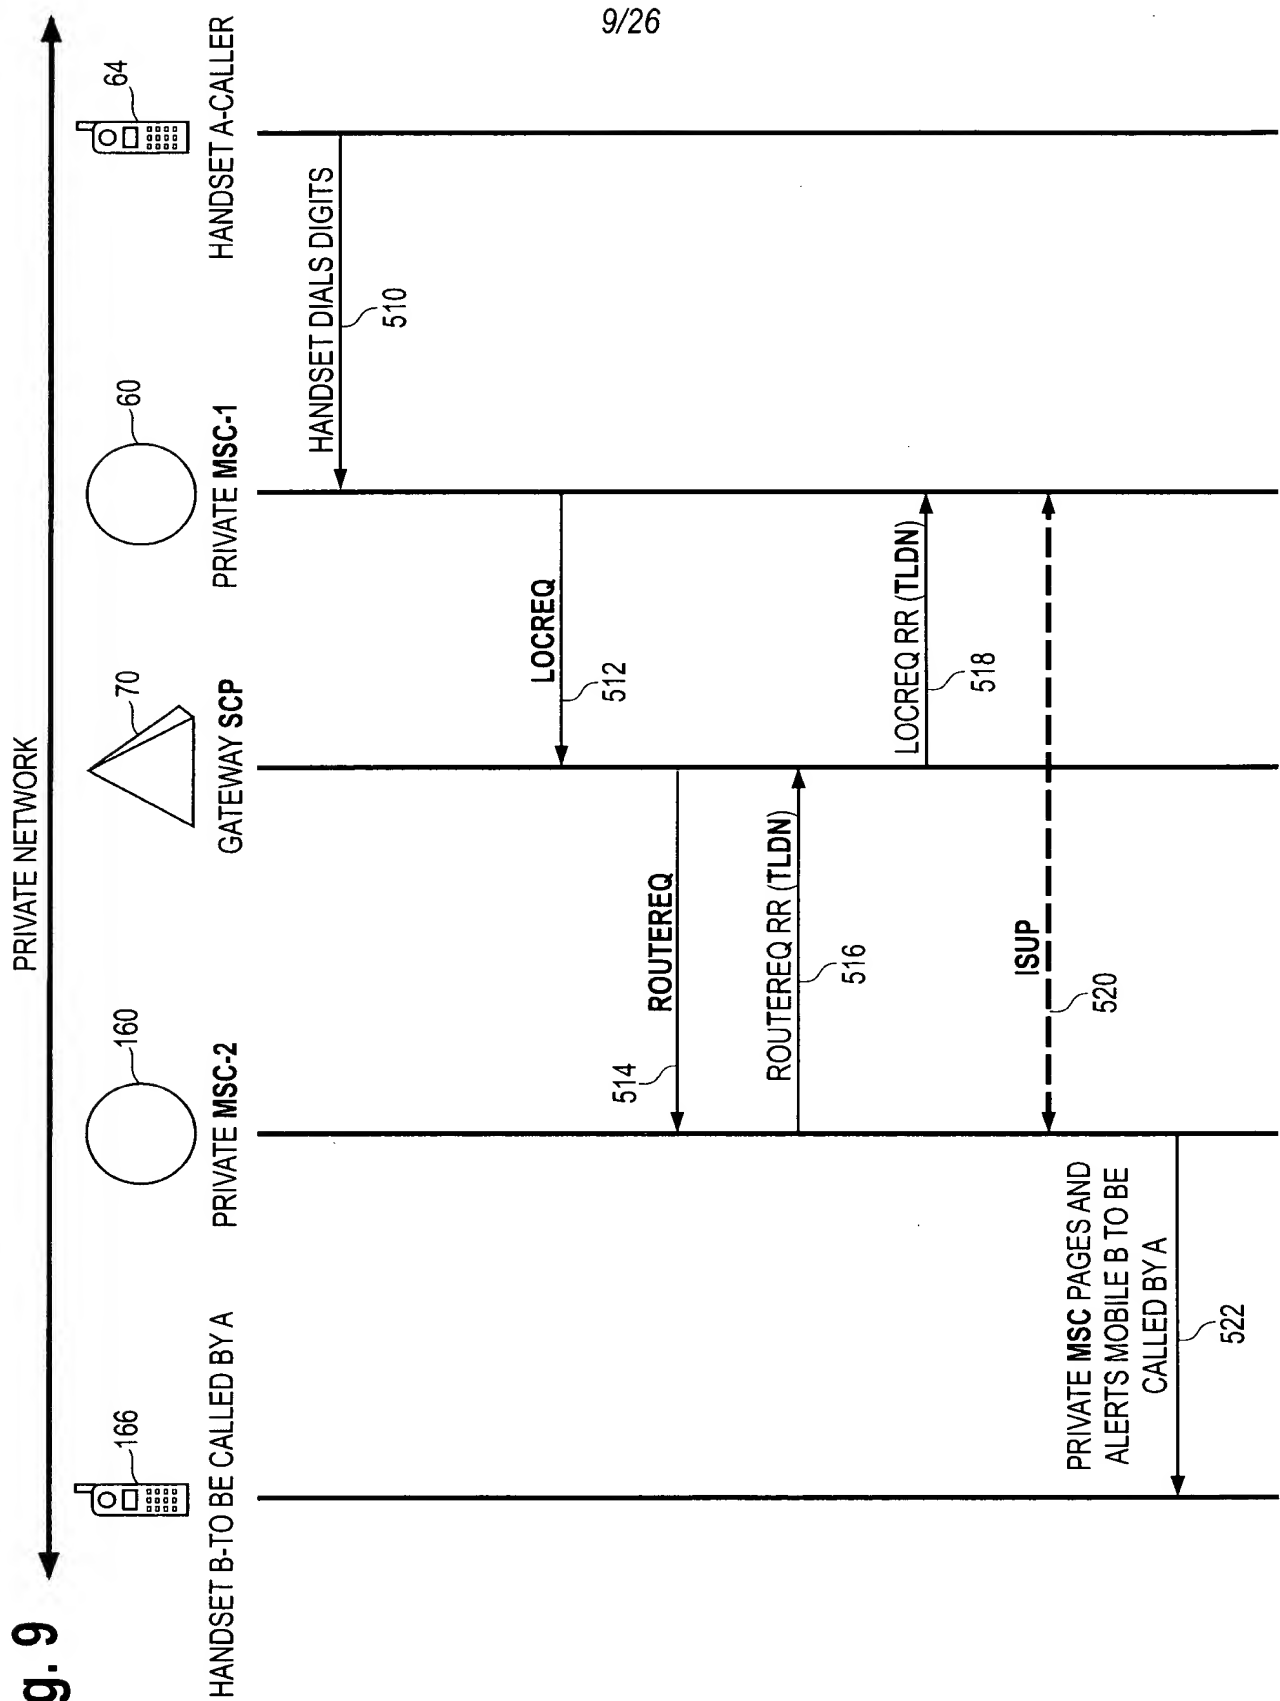 9/26
g. 9
PRIVATE NETWORK
166
160
70
60
64
HANDSET B-TO BE CALLED BY A
PRIVATE MSC-2
GATEWAY SCP
PRIVATE MSC-1
HANDSET A-CALLER
HANDSET DIALS DIGITS
510
LOCREQ
512
ROUTEREQ
514
ROUTEREQ RR (TLDN)
516
LOCREQ RR (TLDN)
518
ISUP
520
PRIVATE MSC PAGES AND
ALERTS MOBILE B TO BE
CALLED BY A
522